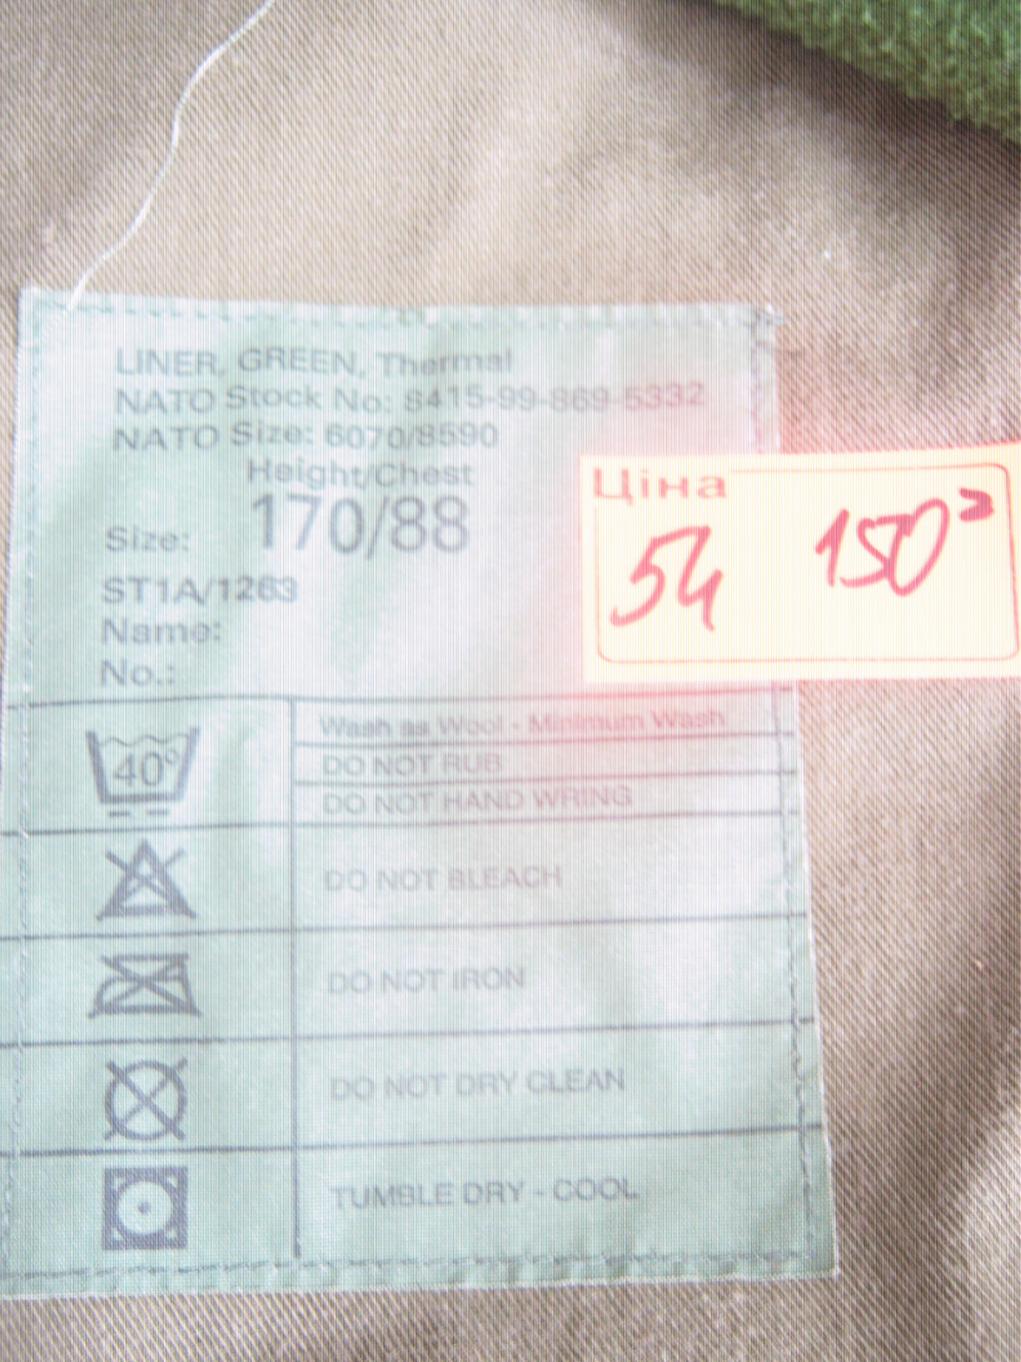 LINER, GREEN, Thermal
NATO Stock No: 8415-99-869-5332
NATO Size: 6070/8590
Height/Chest
Size: 170/88
ST1A/1263
Name:
No.:
Ціна
54 150
40°
Wash as Wool - Minimum Wash
DO NOT RUB
DO NOT HAND WRING
DO NOT BLEACH
DO NOT IRON
DO NOT DRY CLEAN
TUMBLE DRY - COOL